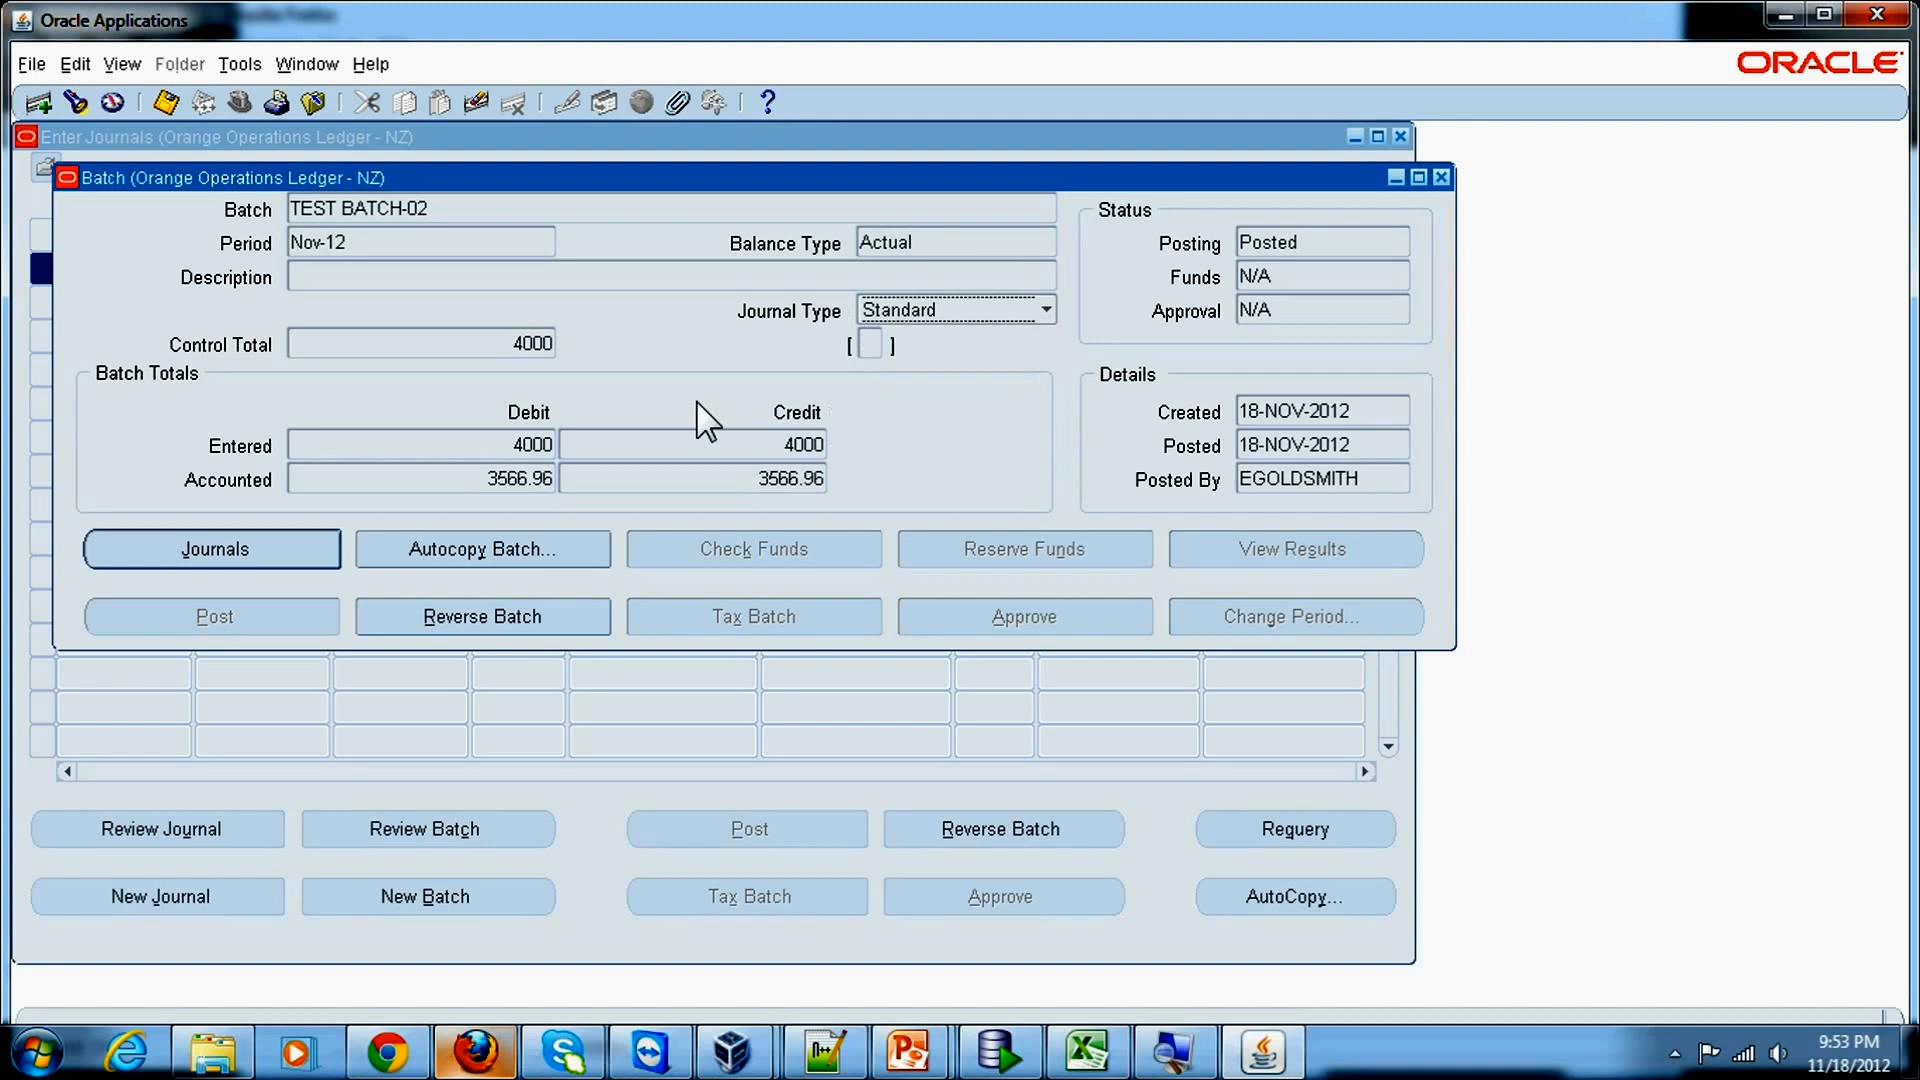 Oracle Applications
File Edit View Folder Tools Window Help
ORACLE
?
Enter Journals (Orange Operations Ledger - NZ)
Batch (Orange Operations Ledger - NZ)
Batch TEST BATCH-02
Period Nov-12 Balance Type Actual
Description
Journal Type Standard
Control Total 4000 [ ]
Status
Posting Posted
Funds N/A
Approval N/A
Batch Totals
Debit Credit
Entered 4000 4000
Accounted 3566.96 3566.96
Details
Created 18-NOV-2012
Posted 18-NOV-2012
Posted By EGOLDSMITH
Journals Autocopy Batch... Check Funds Reserve Funds View Results
Post Reverse Batch Tax Batch Approve Change Period...
Review Journal Review Batch Post Reverse Batch Requery
New Journal New Batch Tax Batch Approve AutoCopy...
9:53 PM
11/18/2012